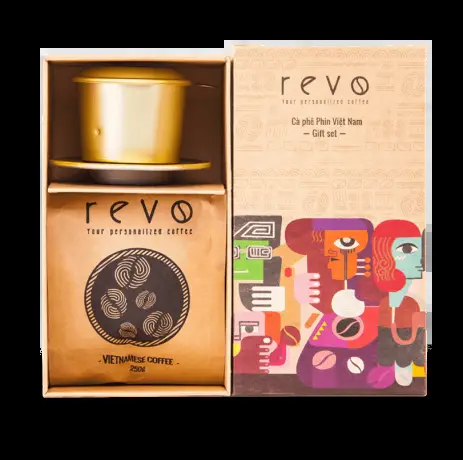 revo
Your personalized coffee
- VIETNAMESE COFFEE -
250g
revo
Your personalized coffee
Cà phê Phin Việt Nam
– Gift set –